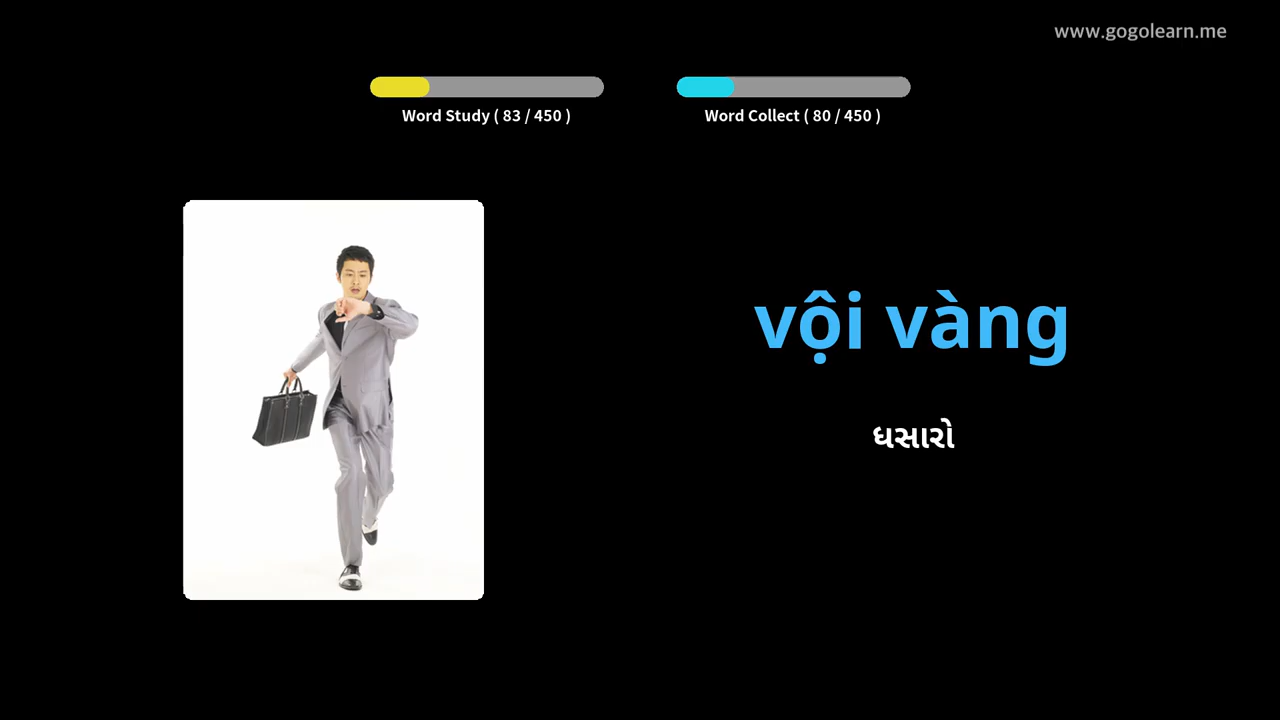 www.gogolearn.me
Word Study ( 83 / 450 )
Word Collect ( 80 / 450 )
vội vàng
ધસારો